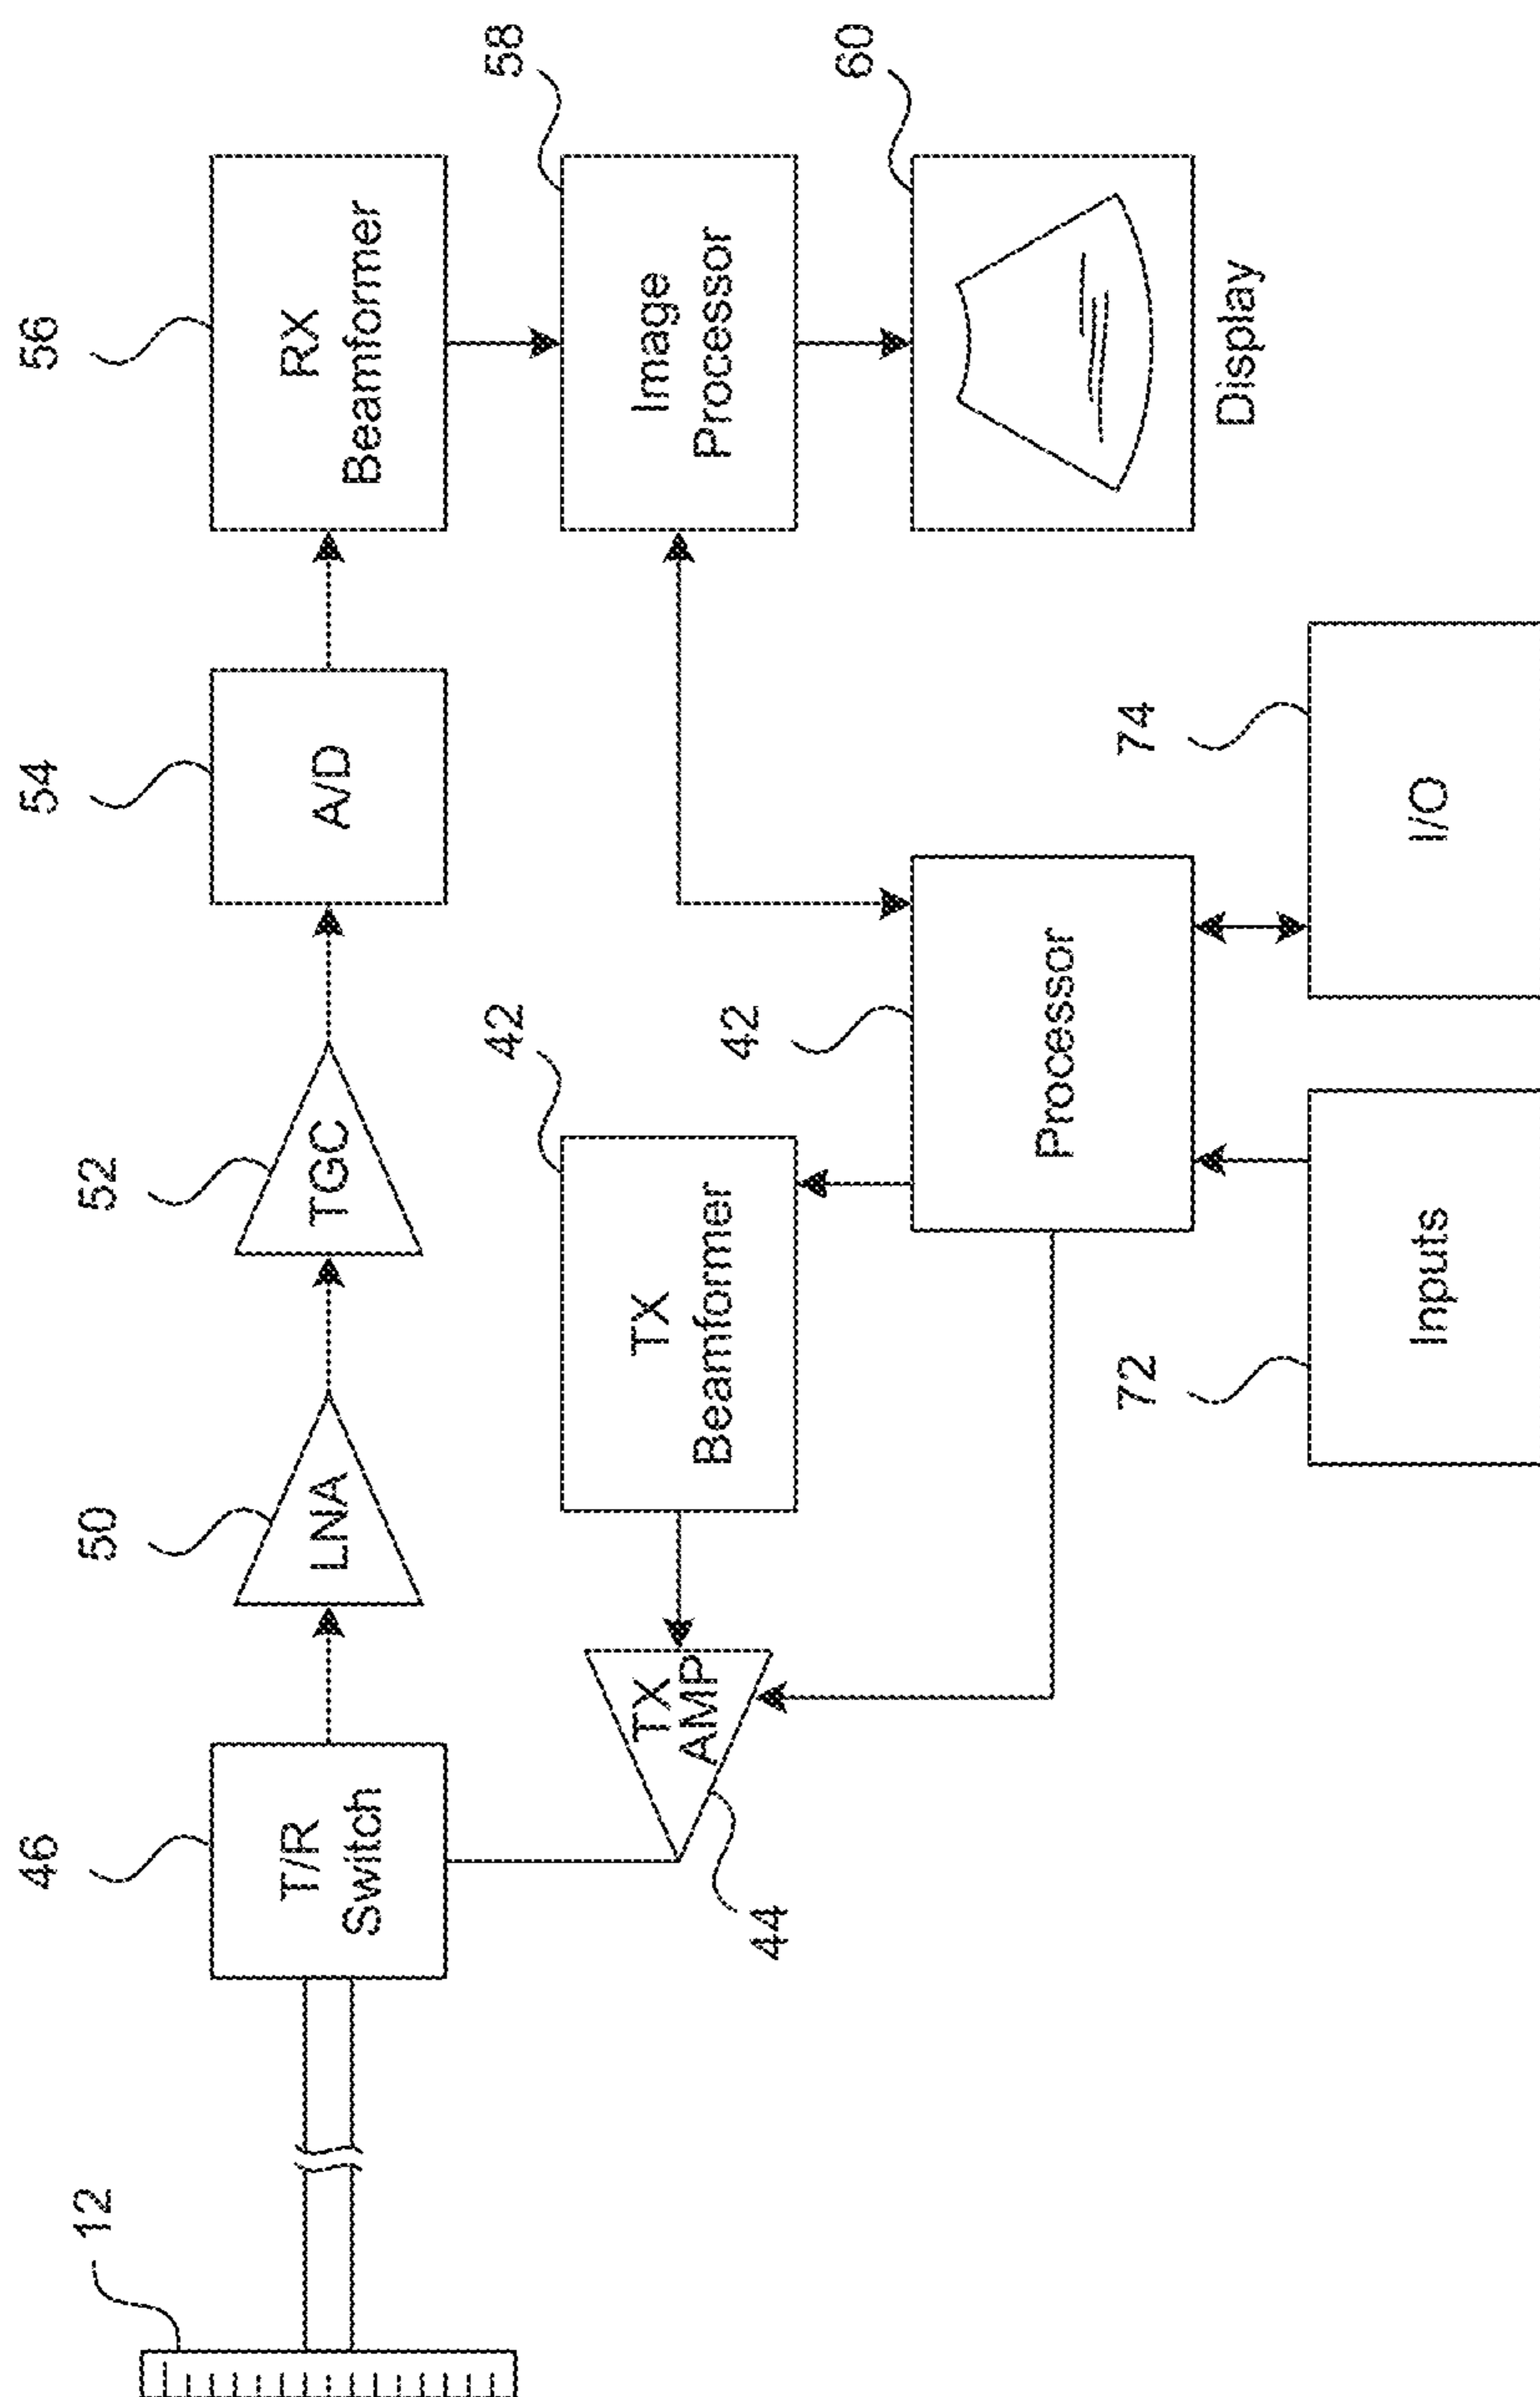 12
46
T/R
Switch
50
LNA
52
TGC
54
A/D
56
RX
Beamformer
44
TX
AMP
42
TX
Beamformer
58
Image
Processor
42
Processor
60
Display
72
Inputs
74
I/O